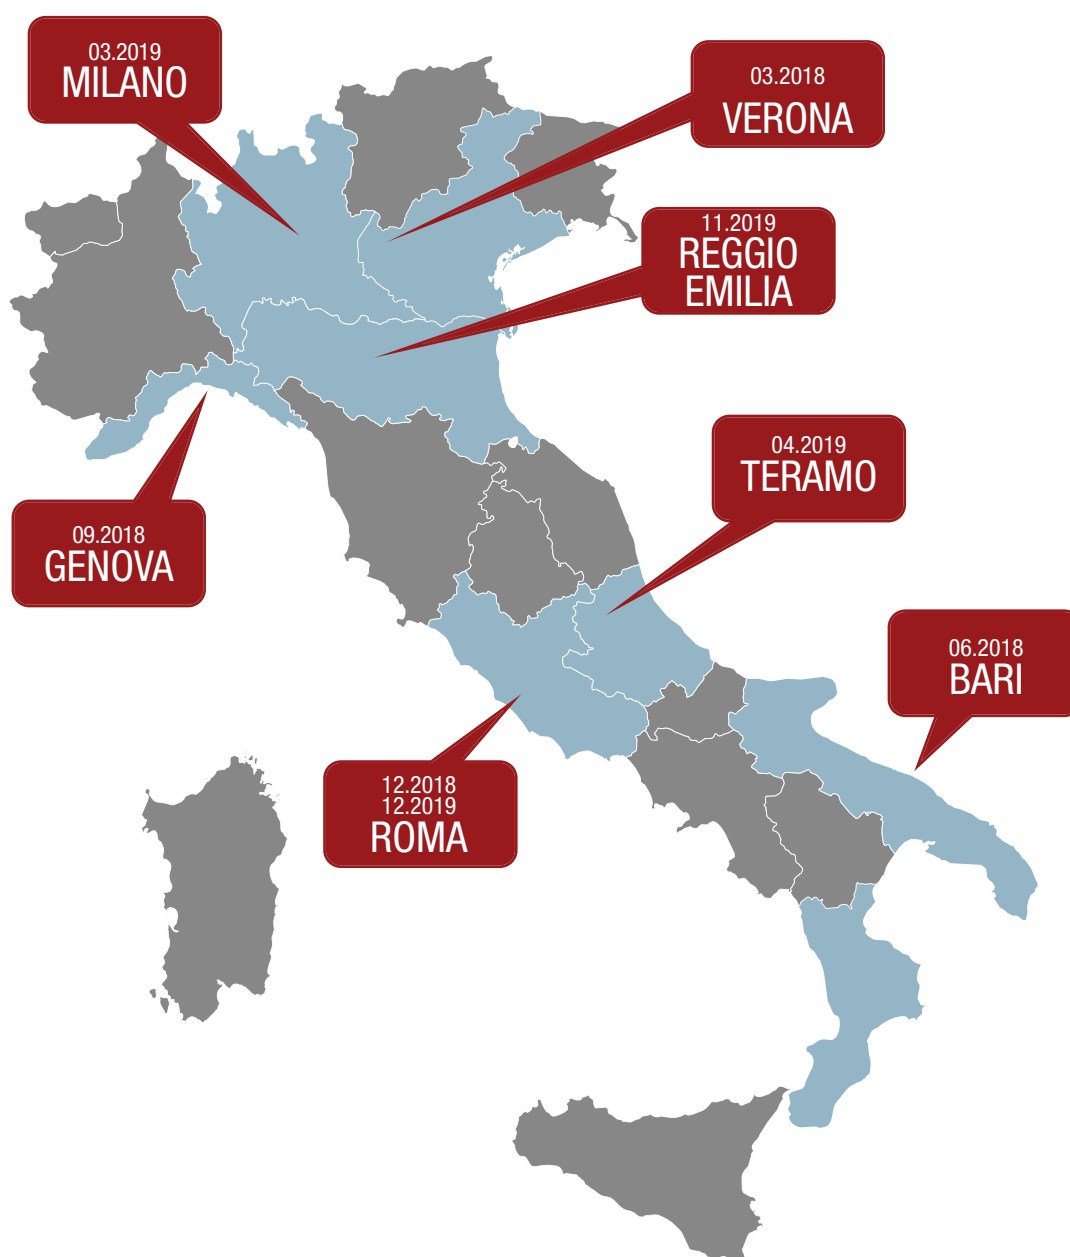 03.2019
MILANO
03.2018
VERONA
11.2019
REGGIO
EMILIA
04.2019
TERAMO
09.2018
GENOVA
06.2018
BARI
12.2018
12.2019
ROMA